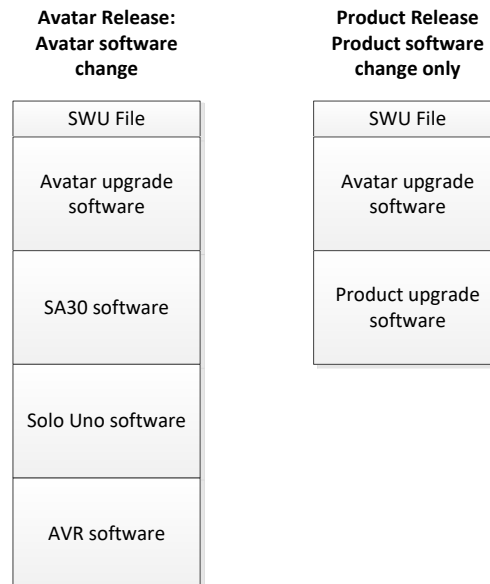 Avatar Release:
Avatar software
change
SWU File
Avatar upgrade
software
SA30 software
Solo Uno software
AVR software
Product Release
Product software
change only
SWU File
Avatar upgrade
software
Product upgrade
software